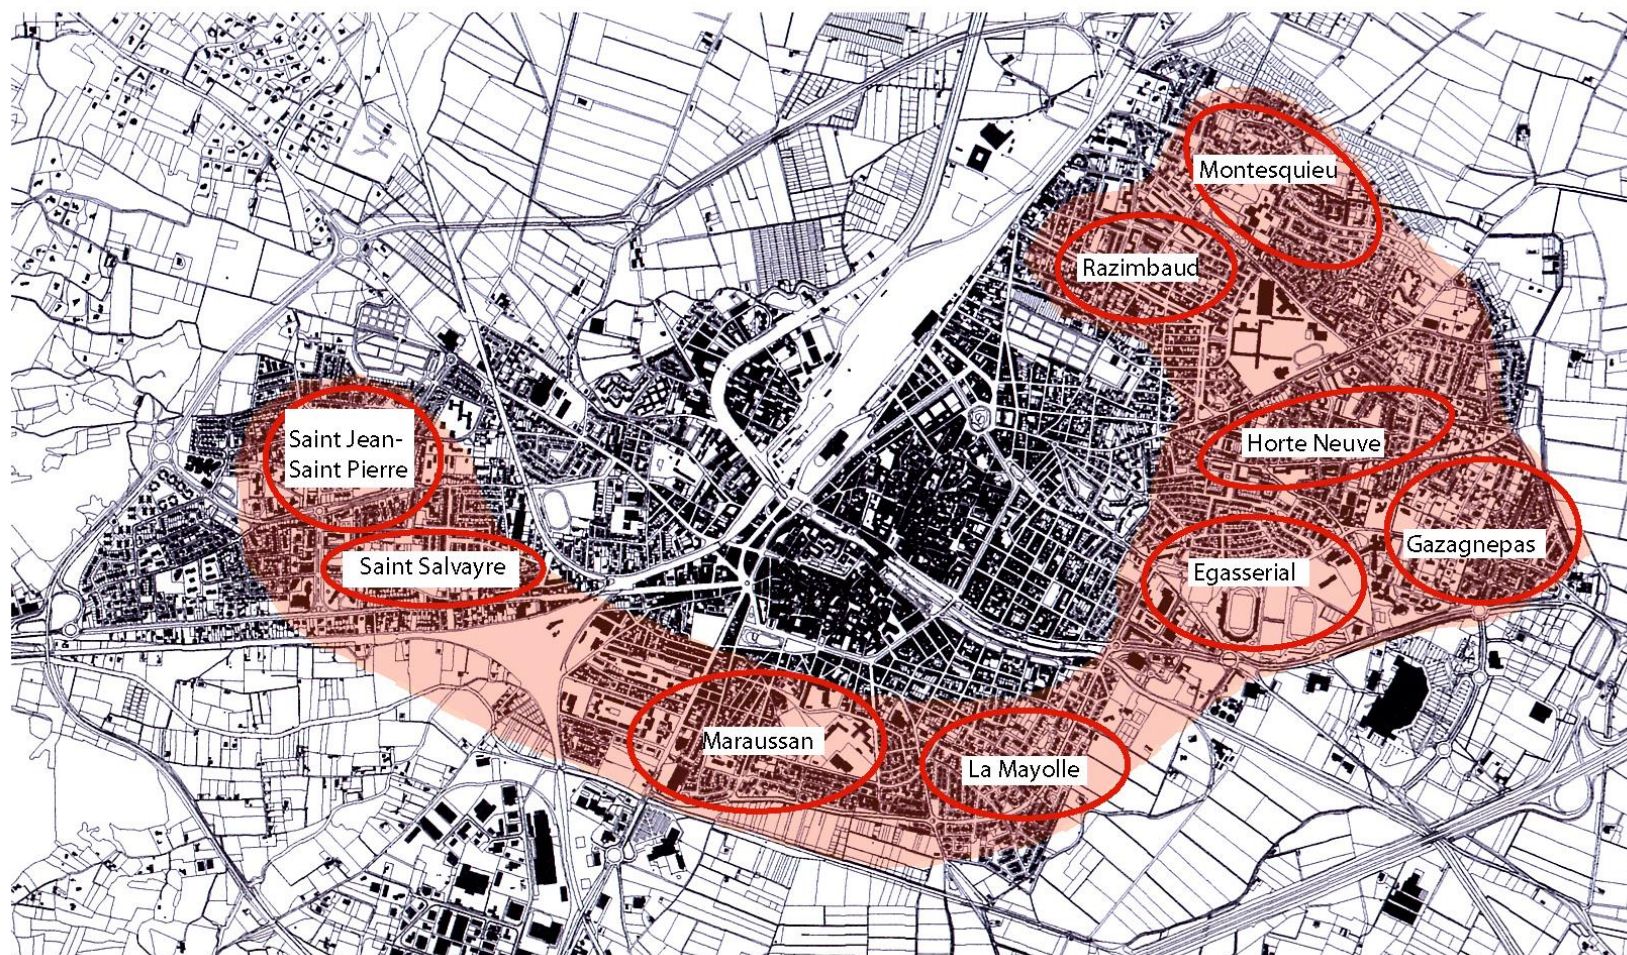 Montesquieu
Razimbaud
Saint Jean-
Saint Pierre
Horte Neuve
Gazagnepas
Saint Salvayre
Egasserial
Maraussan
La Mayolle